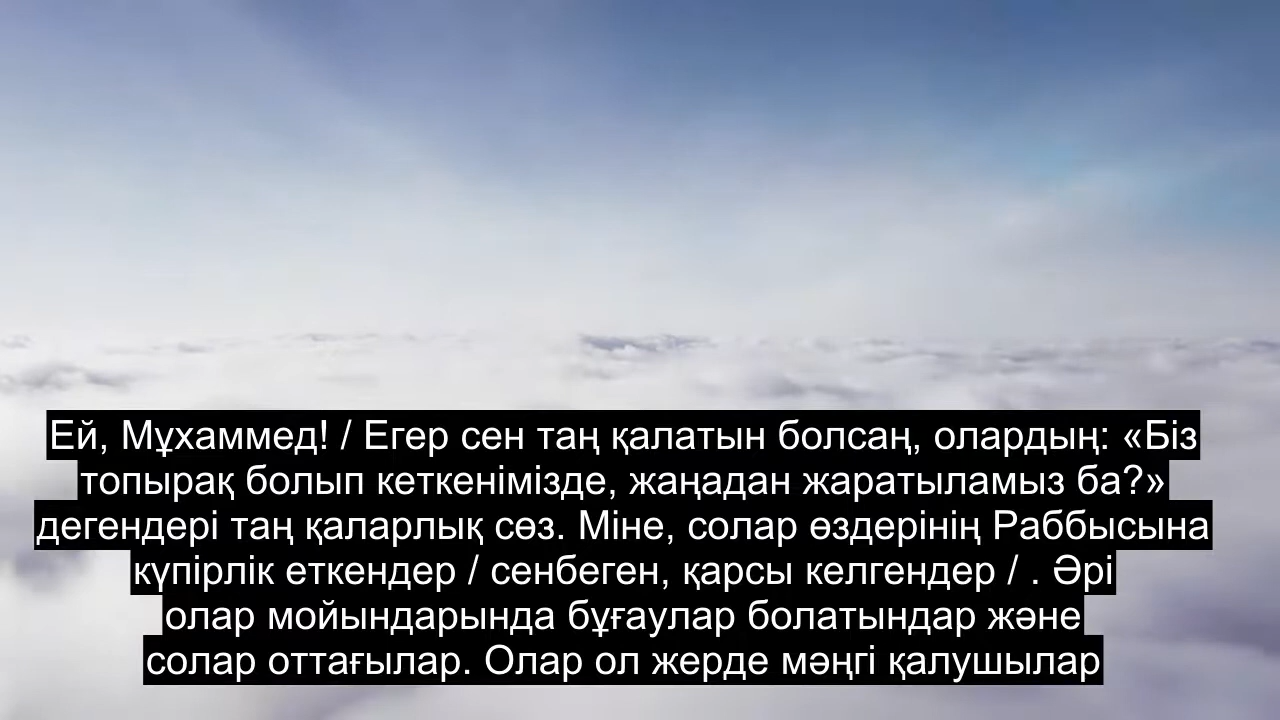 Ей, Мұхаммед! / Егер сен таң қалатын болсаң, олардың: «Біз
топырақ болып кеткенімізде, жаңадан жаратыламыз ба?»
дегендері таң қаларлық сөз. Міне, солар өздерінің Раббысына
күпірлік еткендер / сенбеген, қарсы келгендер / . Әрі
олар мойындарында бұғаулар болатындар және
солар оттағылар. Олар ол жерде мәңгі қалушылар